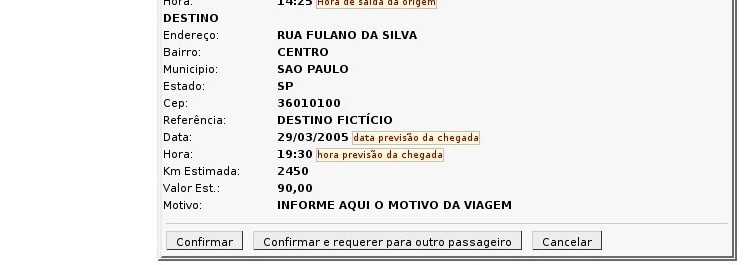 Hora: 14:25 Hora de saída da origem
DESTINO
Endereço: RUA FULANO DA SILVA
Bairro: CENTRO
Municipio: SAO PAULO
Estado: SP
Cep: 36010100
Referência: DESTINO FICTÍCIO
Data: 29/03/2005 data previsão da chegada
Hora: 19:30 hora previsão da chegada
Km Estimada: 2450
Valor Est.: 90,00
Motivo: INFORME AQUI O MOTIVO DA VIAGEM
Confirmar Confirmar e requerer para outro passageiro Cancelar